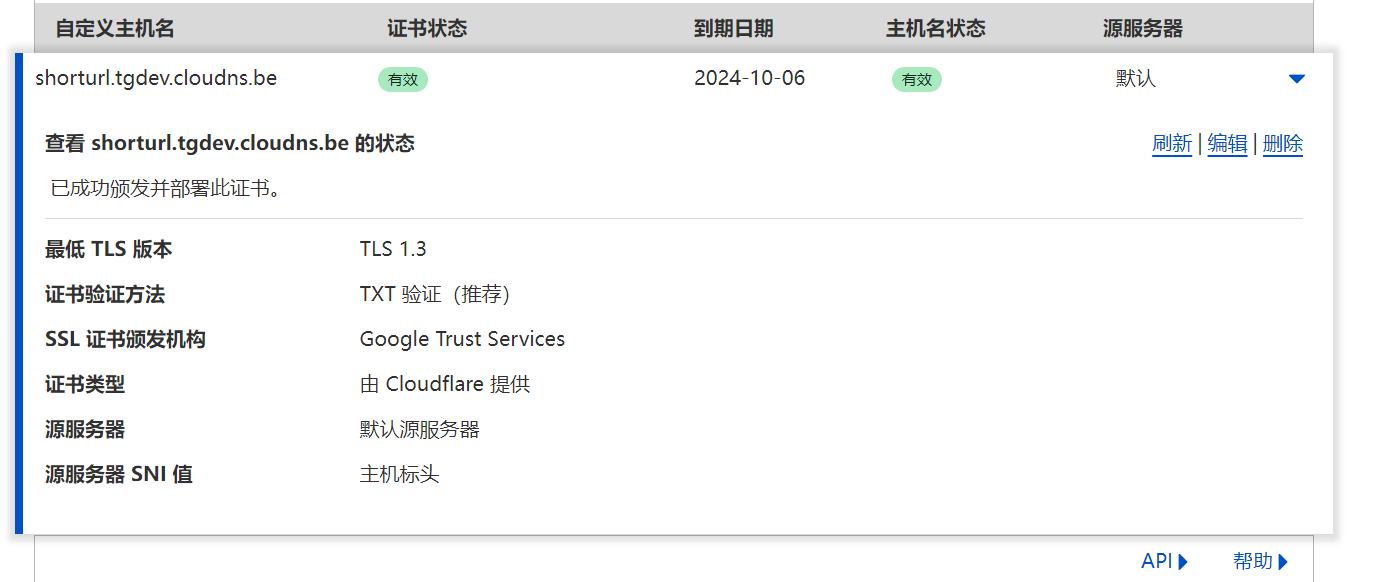 自定义主机名 证书状态 到期日期 主机名状态 源服务器
shorturl.tgdev.cloudns.be 有效 2024-10-06 有效 默认
查看 shorturl.tgdev.cloudns.be 的状态 刷新 | 编辑 | 删除
已成功颁发并部署此证书。
最低 TLS 版本 TLS 1.3
证书验证方法 TXT 验证（推荐）
SSL 证书颁发机构 Google Trust Services
证书类型 由 Cloudflare 提供
源服务器 默认源服务器
源服务器 SNI 值 主机标头
API 帮助